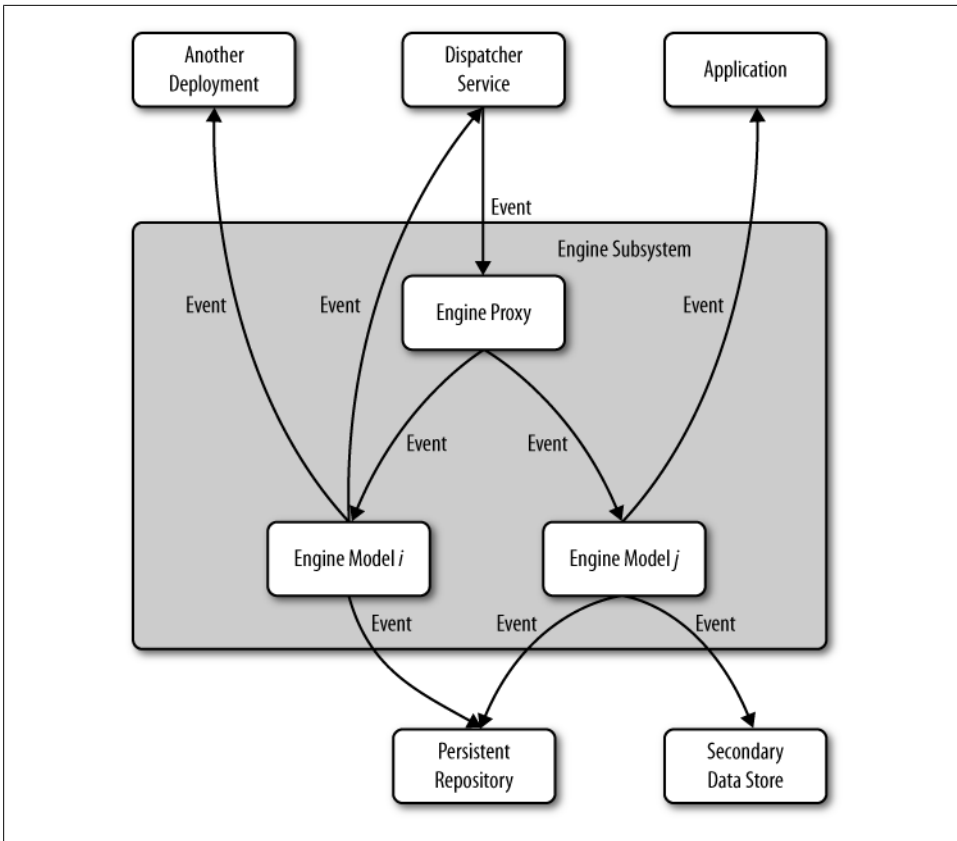 Another
Deployment
Dispatcher
Service
Application
Event
Engine Subsystem
Event
Event
Engine Proxy
Event
Event
Event
Engine Model i
Engine Model j
Event
Event
Event
Persistent
Repository
Secondary
Data Store